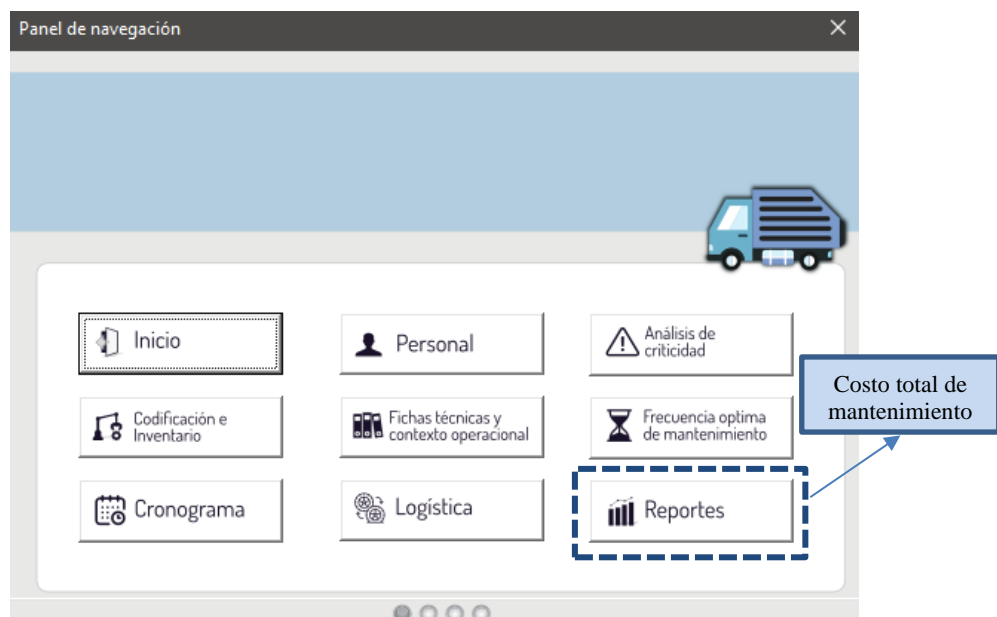 Panel de navegación
Inicio
Personal
Análisis de
criticidad
Costo total de
mantenimiento
Codificación e
Inventario
Fichas técnicas y
contexto operacional
Frecuencia optima
de mantenimiento
Cronograma
Logística
Reportes